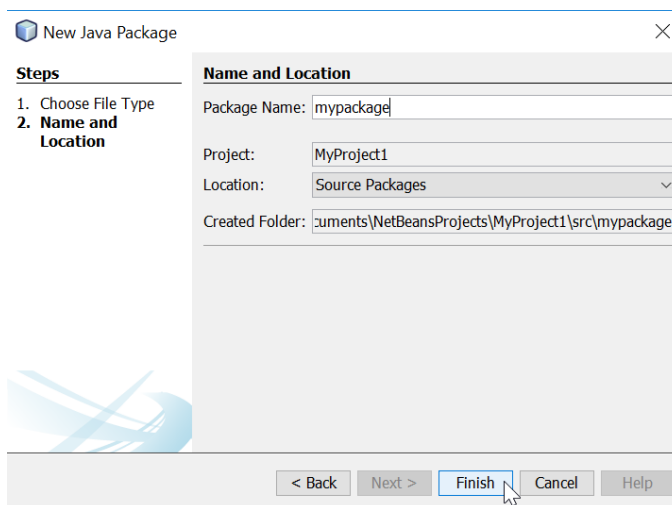 New Java Package
Steps
1. Choose File Type
2. Name and
Location
Name and Location
Package Name: mypackage
Project: MyProject1
Location: Source Packages
Created Folder: cuments\NetBeansProjects\MyProject1\src\mypackage
< Back Next > Finish Cancel Help